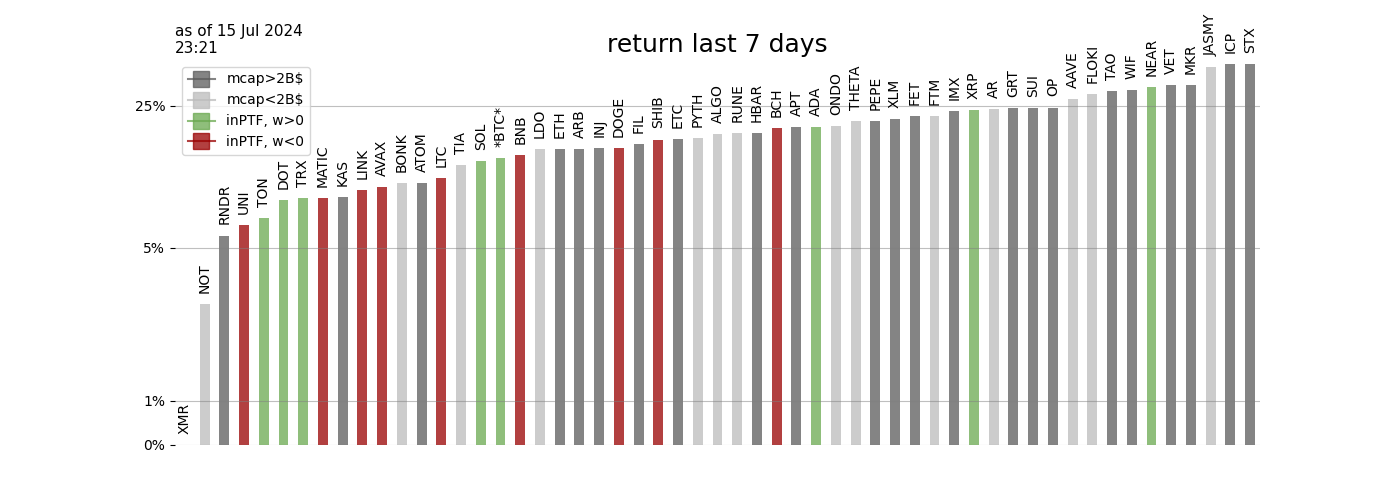 as of 15 Jul 2024
23:21
return last 7 days
mcap>2B$
mcap<2B$
inPTF, w>0
inPTF, w<0
25%
5%
1%
0%
XMR
NOT
RNDR
UNI
TON
DOT
TRX
MATIC
KAS
LINK
AVAX
BONK
ATOM
LTC
TIA
SOL
*BTC*
BNB
LDO
ETH
ARB
INJ
DOGE
FIL
SHIB
ETC
PYTH
ALGO
RUNE
HBAR
BCH
APT
ADA
ONDO
THETA
PEPE
XLM
FET
FTM
IMX
XRP
AR
GRT
SUI
OP
AAVE
FLOKI
TAO
WIF
NEAR
VET
MKR
JASMY
ICP
STX